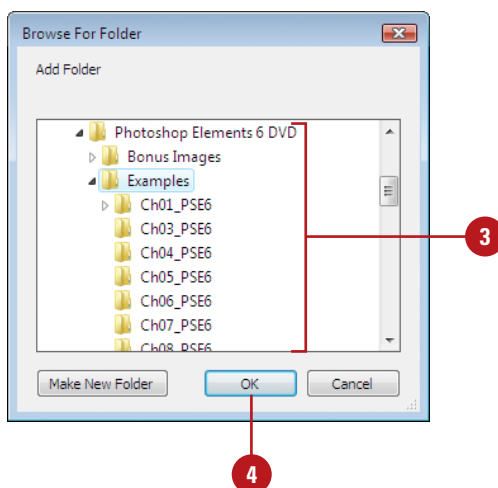 Browse For Folder
Add Folder
Photoshop Elements 6 DVD
Bonus Images
Examples
Ch01_PSE6
Ch03_PSE6
Ch04_PSE6
Ch05_PSE6
Ch06_PSE6
Ch07_PSE6
Ch08_PSE6
3
Make New Folder
OK
Cancel
4